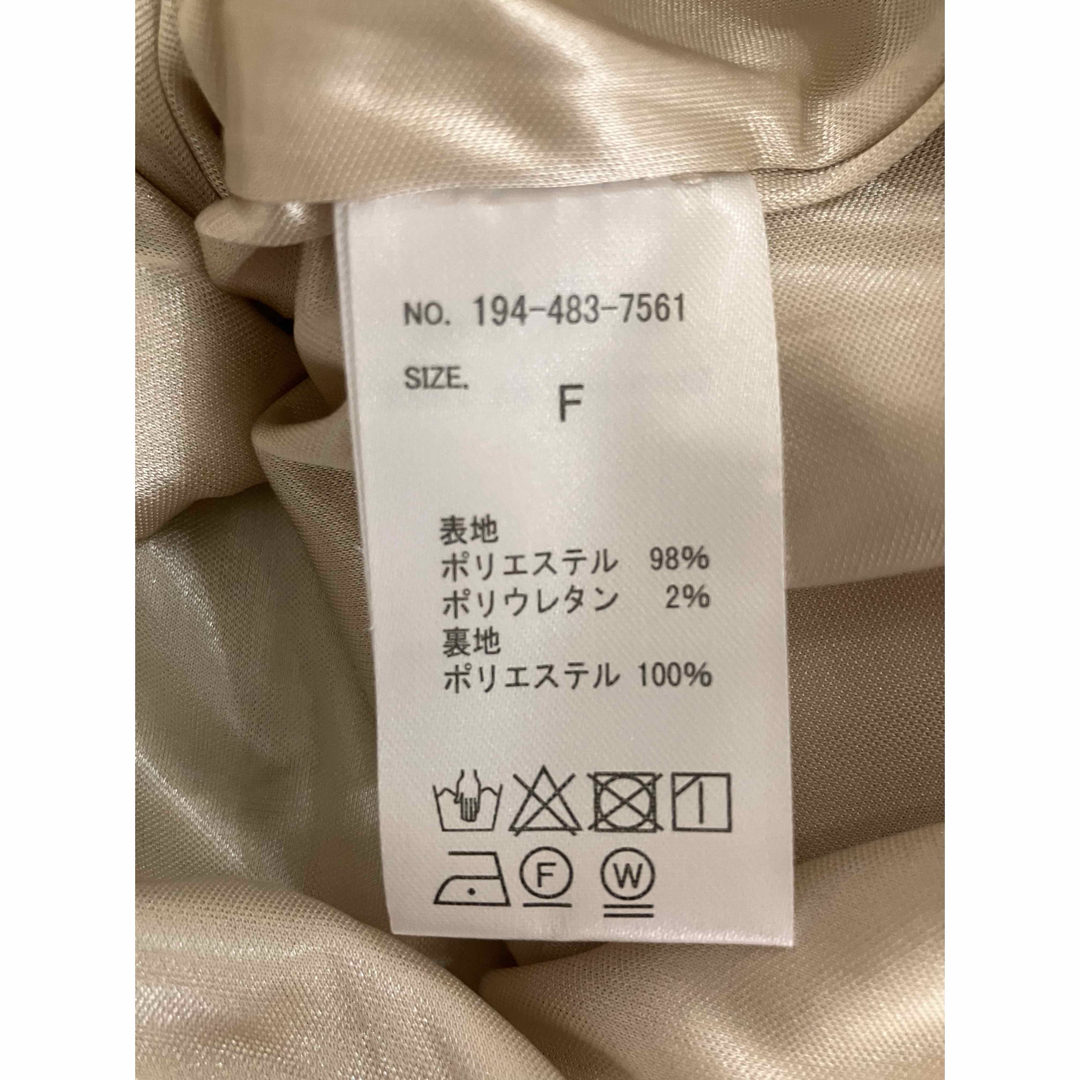 NO. 194-483-7561
SIZE.
F
表地
ポリエステル 98%
ポリウレタン 2%
裏地
ポリエステル 100%
F W